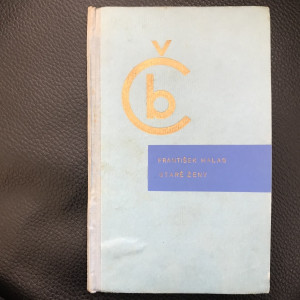 Čb
FRANTIŠEK HALAS
STARÉ ŽENY